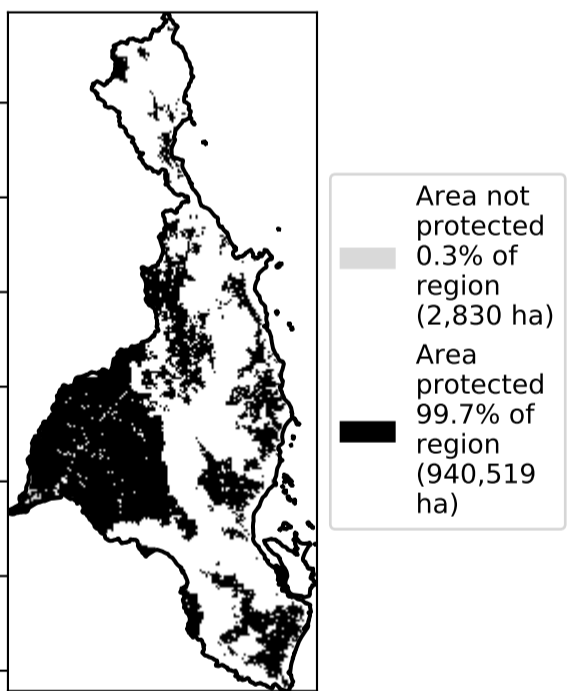 Area not
protected
0.3% of
region
(2,830 ha)
Area
protected
99.7% of
region
(940,519
ha)